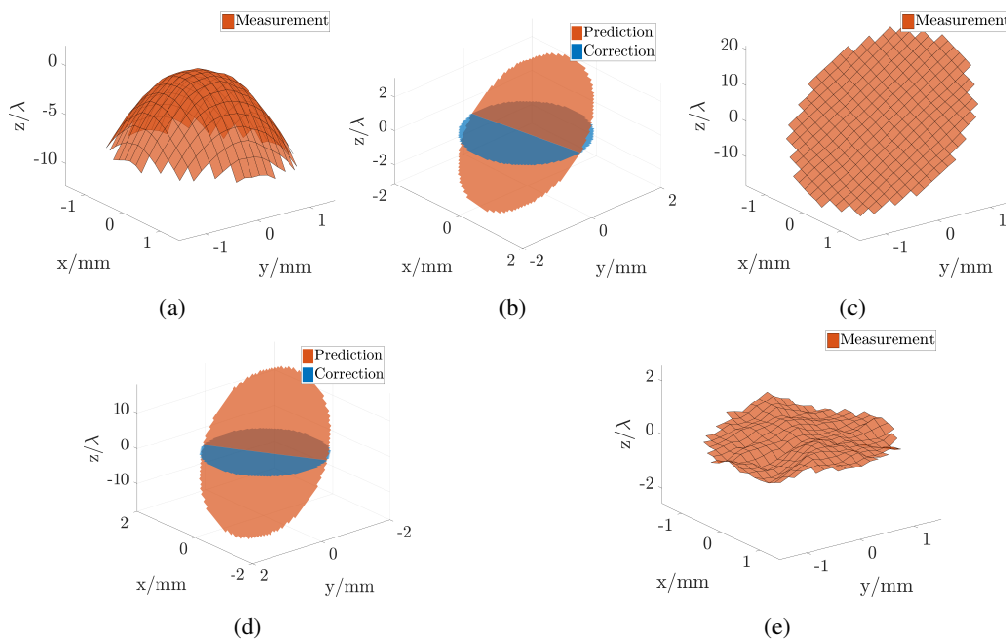 Measurement
0
-5
-10
z/λ
-1
0
1
x/mm
-1
0
1
y/mm
(a)
Prediction
Correction
2
0
-2
z/λ
-2
0
2
x/mm
-2
0
2
y/mm
(b)
Measurement
20
10
0
-10
z/λ
-1
0
1
x/mm
-1
0
1
y/mm
(c)
Prediction
Correction
10
0
-10
z/λ
2
0
-2
x/mm
2
0
-2
y/mm
(d)
Measurement
2
0
-2
z/λ
-1
0
1
x/mm
-1
0
1
y/mm
(e)